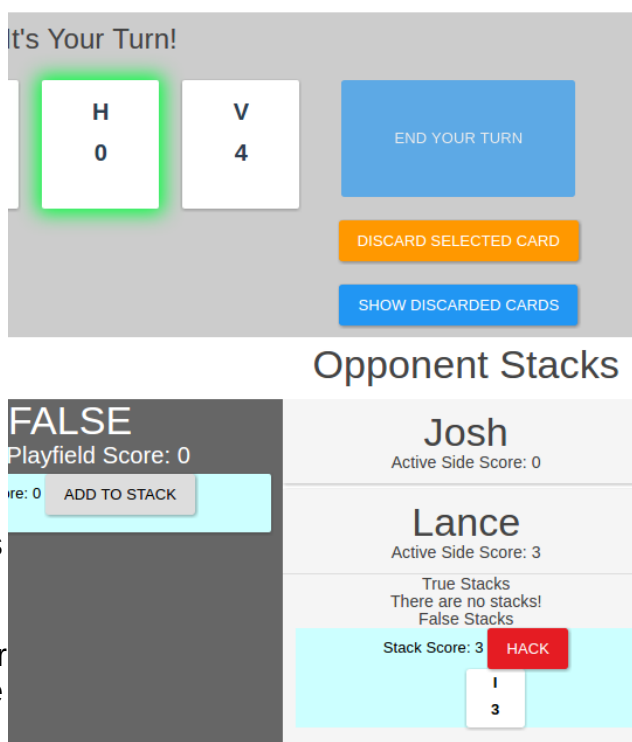 It's Your Turn!
H
0
V
4
END YOUR TURN
DISCARD SELECTED CARD
SHOW DISCARDED CARDS
Opponent Stacks
FALSE
Playfield Score: 0
ore: 0 ADD TO STACK
Josh
Active Side Score: 0
Lance
Active Side Score: 3
True Stacks
There are no stacks!
False Stacks
Stack Score: 3 HACK
I
3